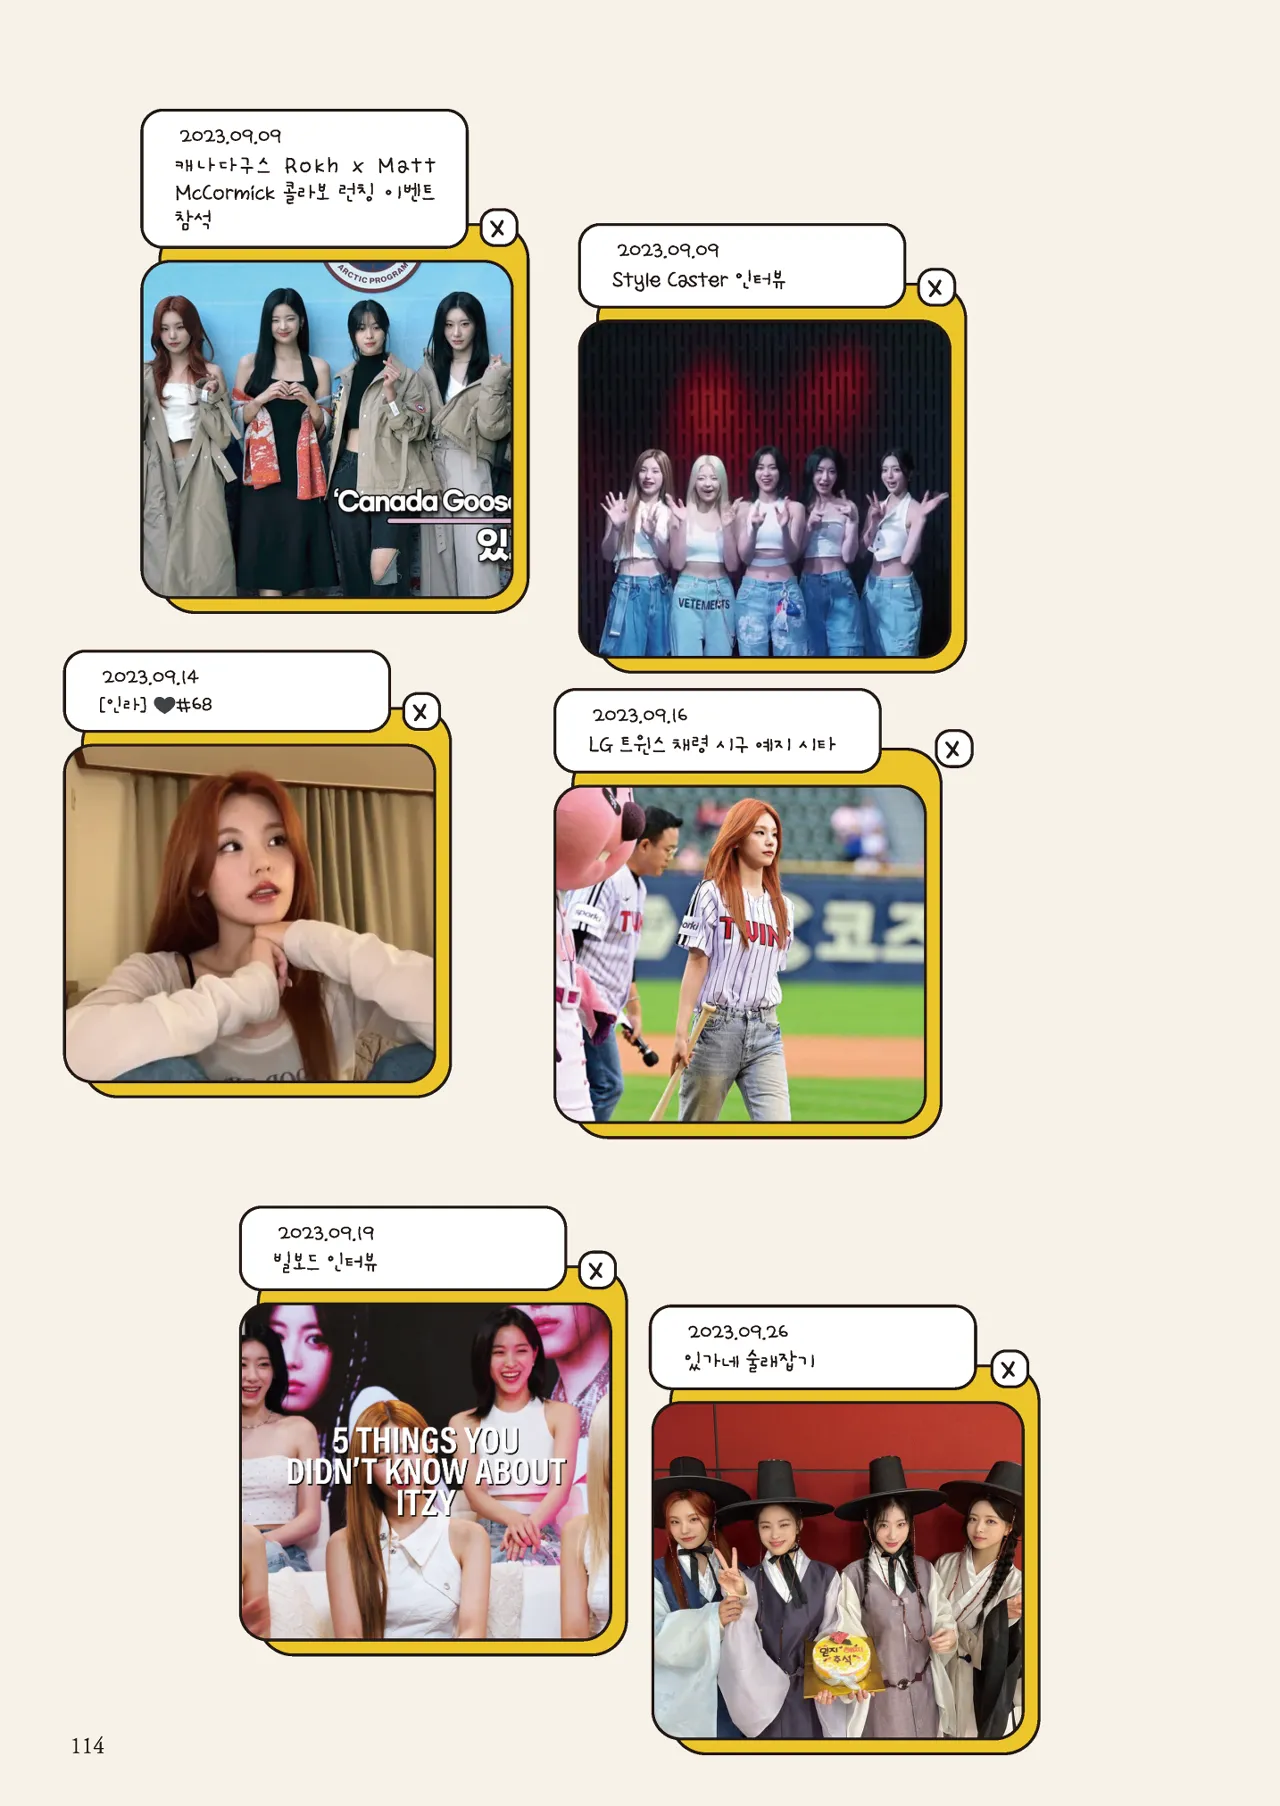 2023.09.09
캐나다구스 Rokh x Matt
McCormick 콜라보 런칭 이벤트
참석
X
ARCTIC PROGRAM
'Canada Goos
있
2023.09.09
Style Caster 인터뷰
X
VETEMENTS
2023.09.14
[인라] ♥#68
X
2023.09.16
LG 트윈스 채령 시구 예지 시타
X
TWIN
코
2023.09.19
빌보드 인터뷰
X
5 THINGS YOU
DIDN'T KNOW ABOUT
ITZY
2023.09.26
있가네 술래잡기
X
추석
114